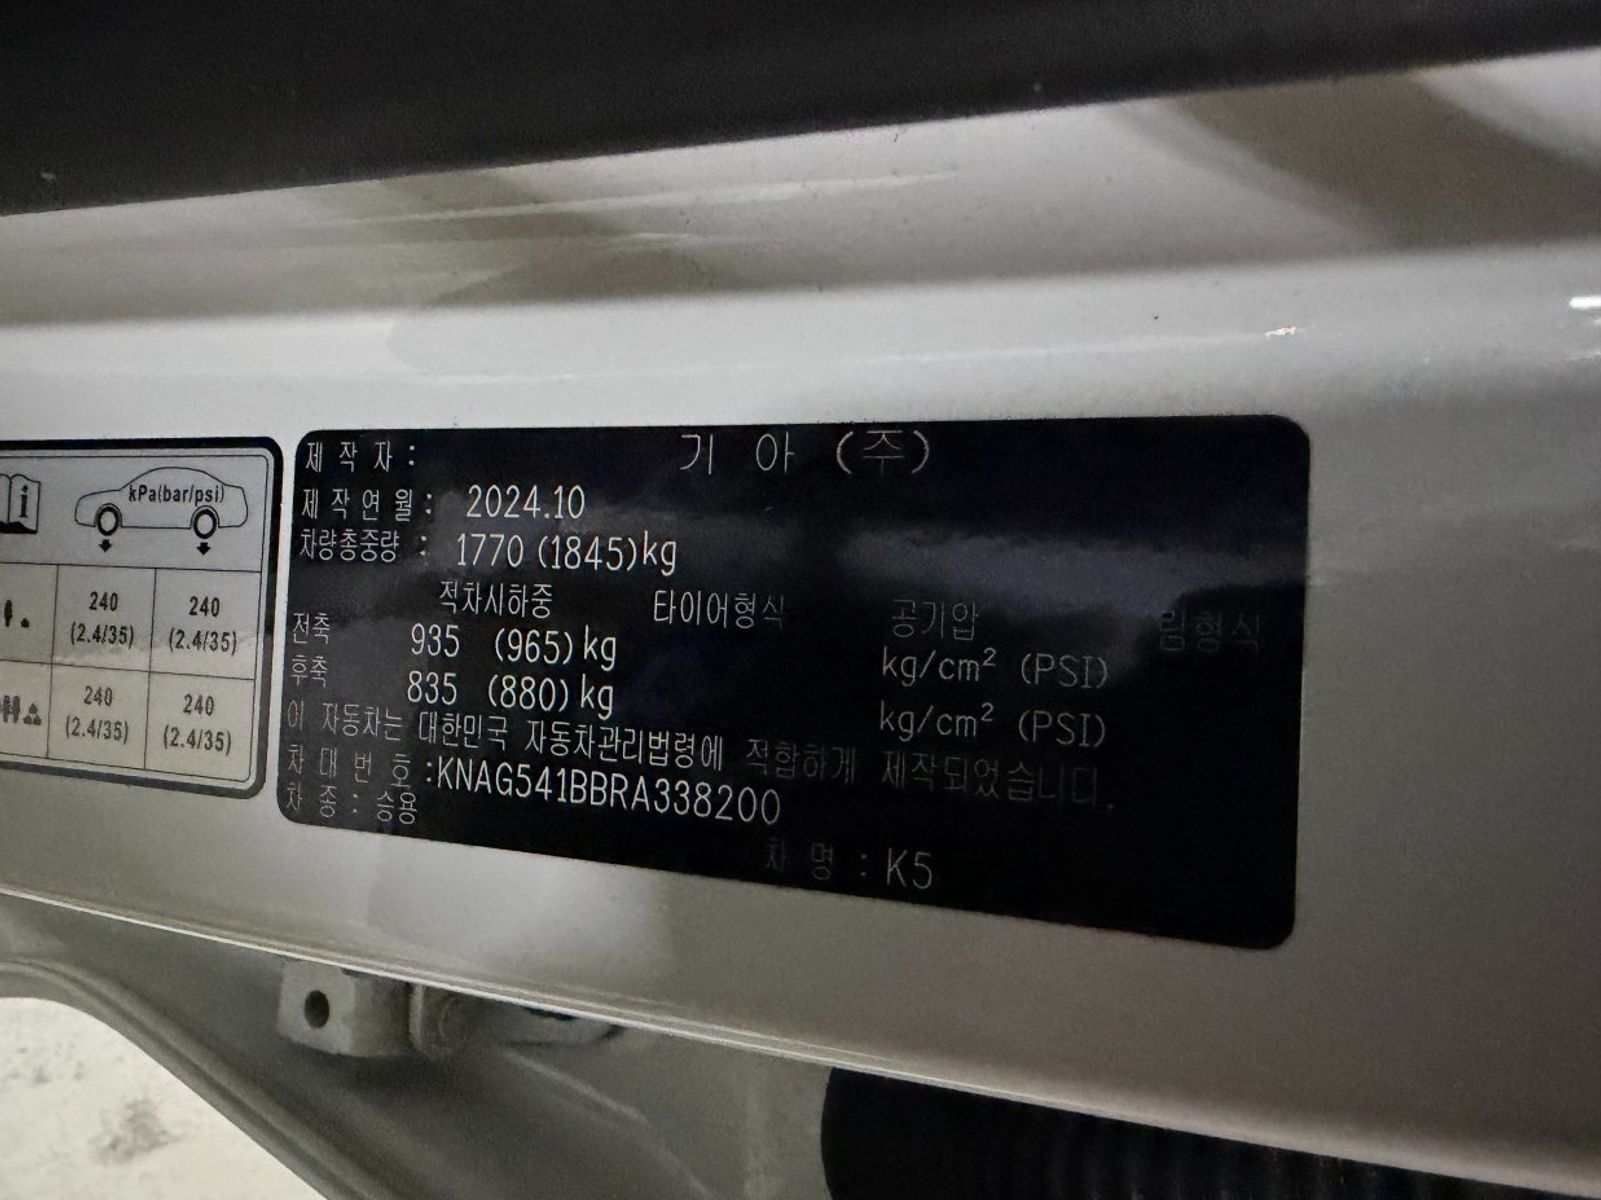 kPa(bar/psi)
240 240
(2.4/35) (2.4/35)
240 240
(2.4/35) (2.4/35)
제 작 자 : 기 아 (주)
제 작 연 월 : 2024.10
차량총중량 : 1770 (1845)kg
적차시하중 타이어형식 공기압 림형식
전축 935 (965)kg kg/cm² (PSI)
후축 835 (880)kg kg/cm² (PSI)
이 자동차는 대한민국 자동차관리법령에 적합하게 제작되었습니다.
차 대 번 호 :KNAG541BBRA338200
차 종 : 승용 차 명 : K5